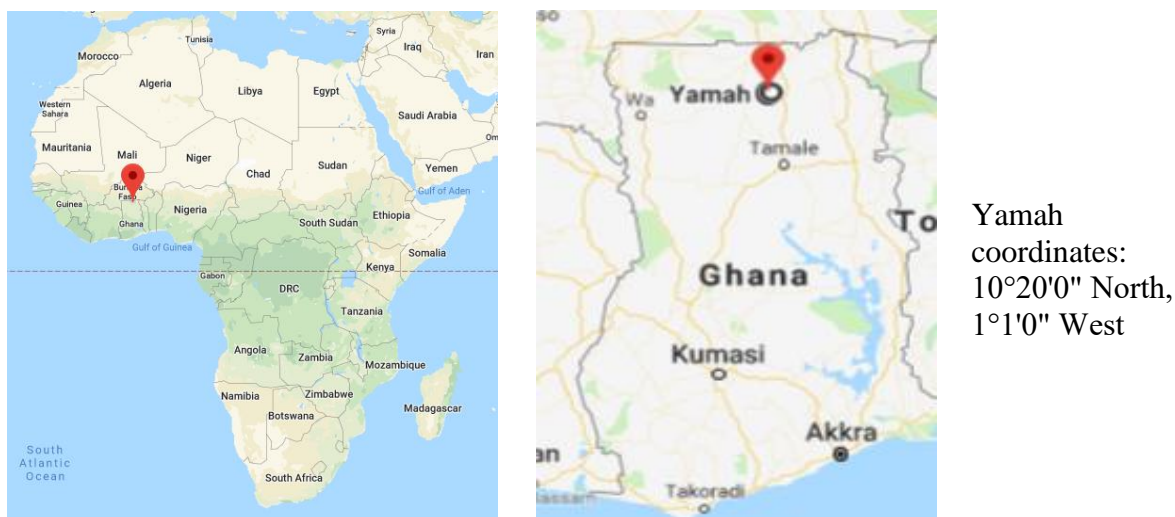 Tunisia
Morocco
Syria
Iraq
Iran
Algeria
Libya
Egypt
Western
Sahara
Saudi Arabia
Mauritania
Mali
Niger
Chad
Sudan
Yemen
Gulf of Aden
Guinea
Ghana
Nigeria
South Sudan
Ethiopia
Somalia
Gulf of Guinea
Gabon
DRC
Kenya
Tanzania
Angola
Zambia
Mozambique
Namibia
Zimbabwe
Botswana
Madagascar
South
Atlantic
Ocean
South Africa
so
Wa
Yamah
Tamale
To
Ghana
Kumasi
Akkra
an
Takoradi
Yamah
coordinates:
10°20'0" North,
1°1'0" West